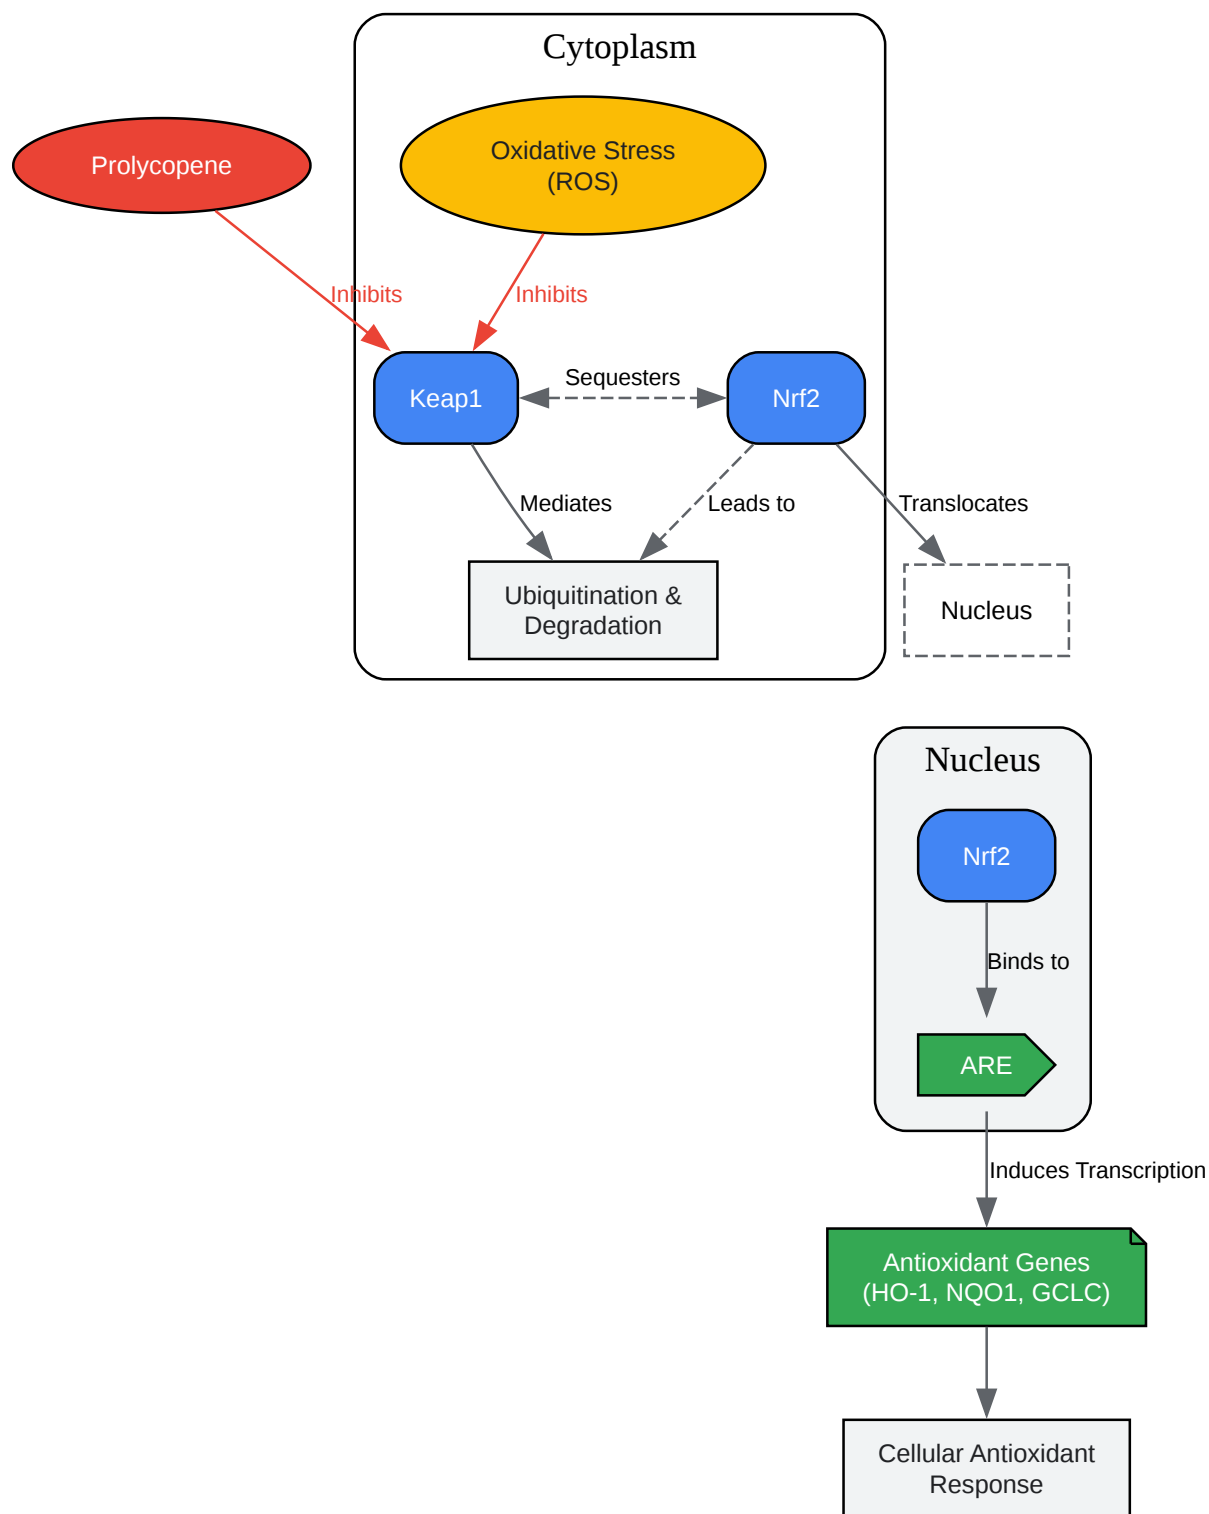 Cytoplasm
Prolycopene
Oxidative Stress
(ROS)
Inhibits
Inhibits
Keap1
Sequesters
Nrf2
Mediates
Leads to
Translocates
Ubiquitination &
Degradation
Nucleus
Nucleus
Nrf2
Binds to
ARE
Induces Transcription
Antioxidant Genes
(HO-1, NQO1, GCLC)
Cellular Antioxidant
Response